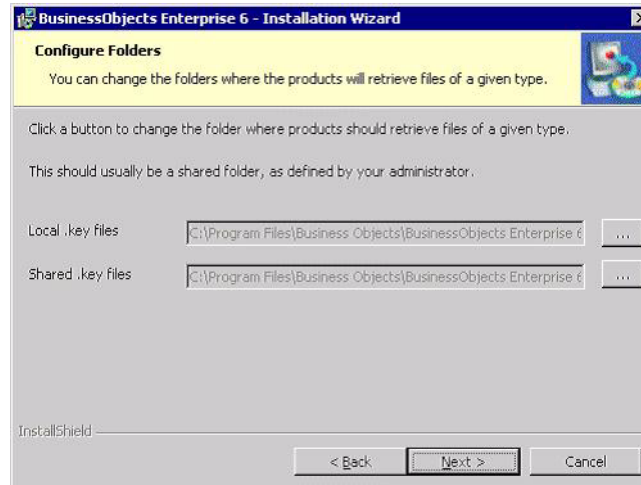 BusinessObjects Enterprise 6 - Installation Wizard
Configure Folders
You can change the folders where the products will retrieve files of a given type.
Click a button to change the folder where products should retrieve files of a given type.
This should usually be a shared folder, as defined by your administrator.
Local .key files C:\Program Files\Business Objects\BusinessObjects Enterprise 6 ...
Shared .key files C:\Program Files\Business Objects\BusinessObjects Enterprise 6 ...
InstallShield
< Back Next > Cancel